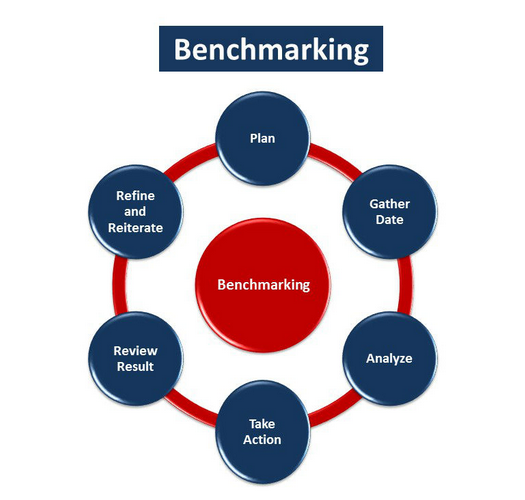 Benchmarking
Plan
Gather
Date
Analyze
Take
Action
Review
Result
Refine
and
Reiterate
Benchmarking